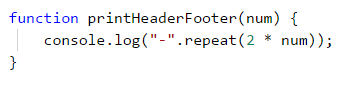 function printHeaderFooter(num) {
    console.log("-".repeat(2 * num));
}